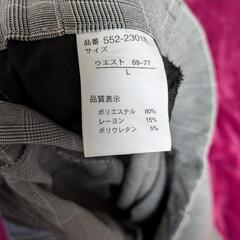 品番 552-2301
サイズ
ウエスト 69~77
L
品質表示
ポリエステル 80%
レーヨン 15%
ポリウレタン 5%